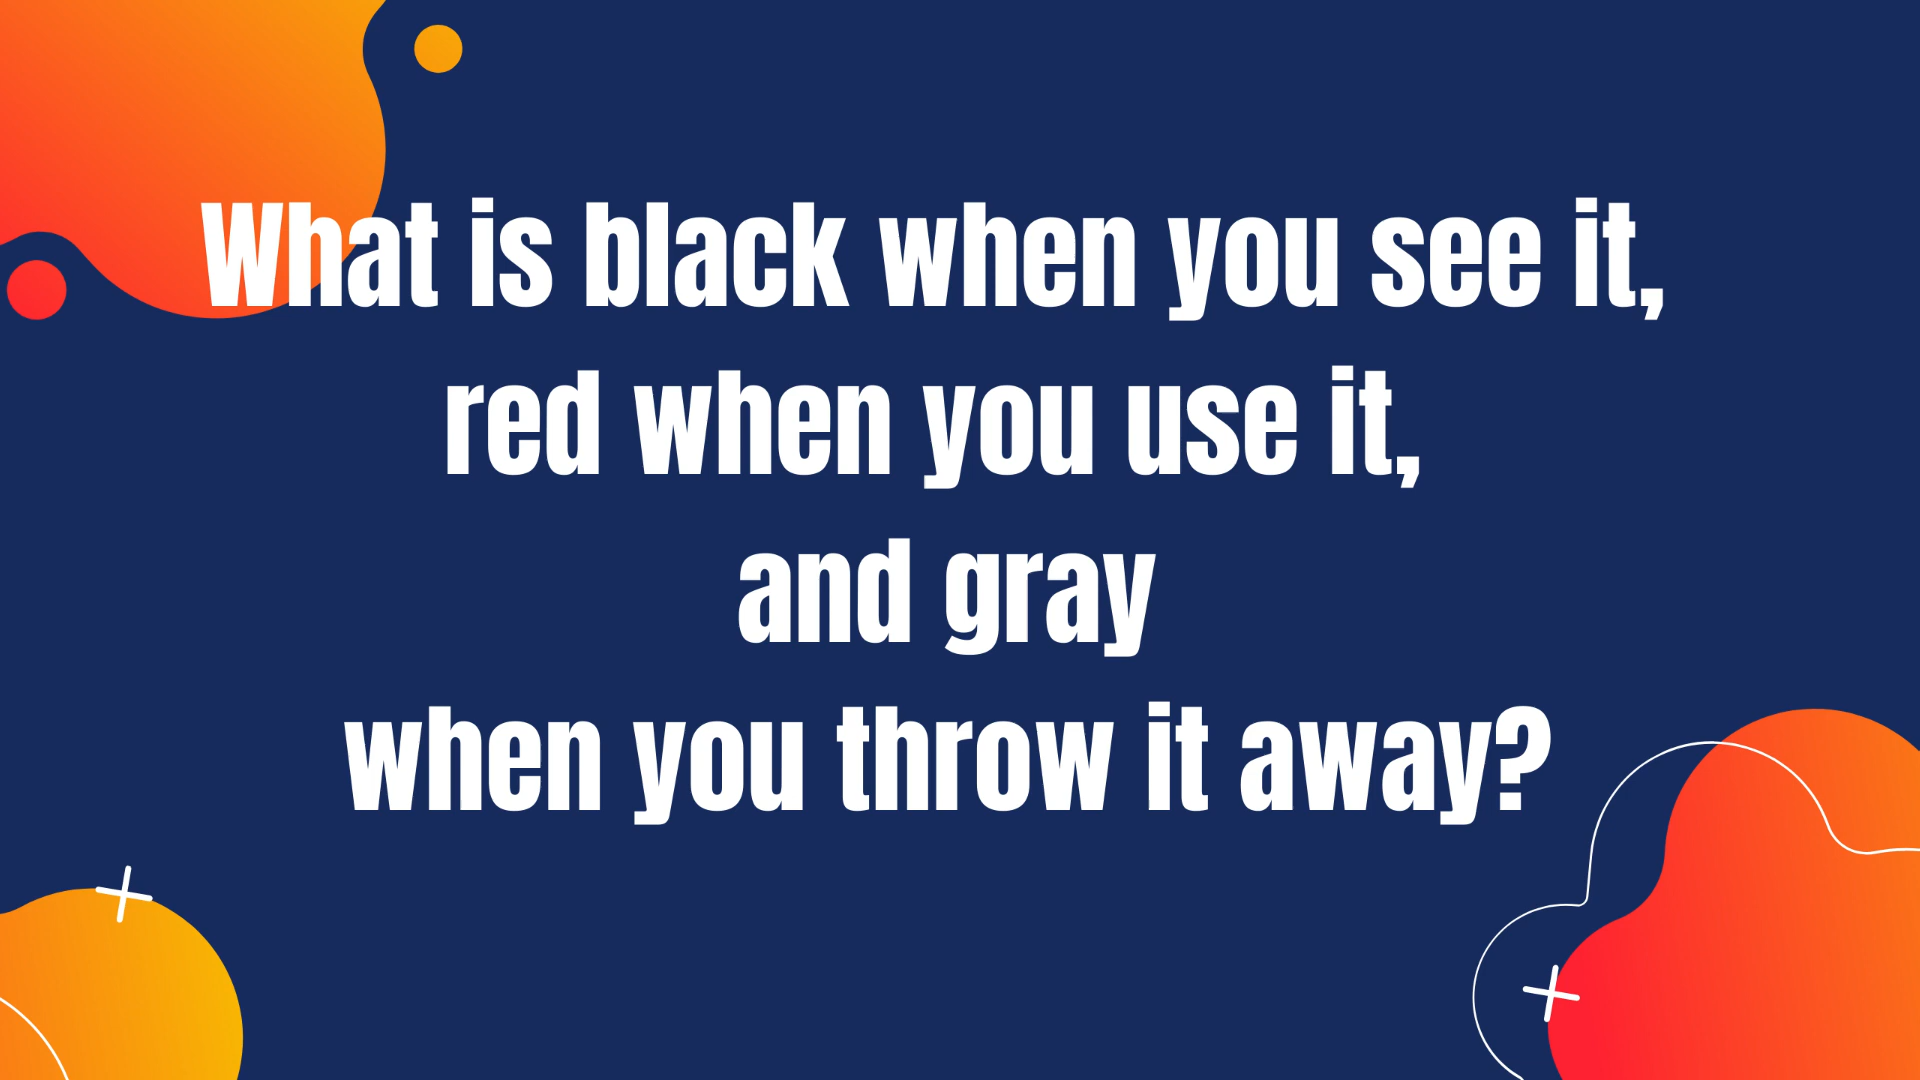 What is black when you see it,
red when you use it,
and gray
when you throw it away?